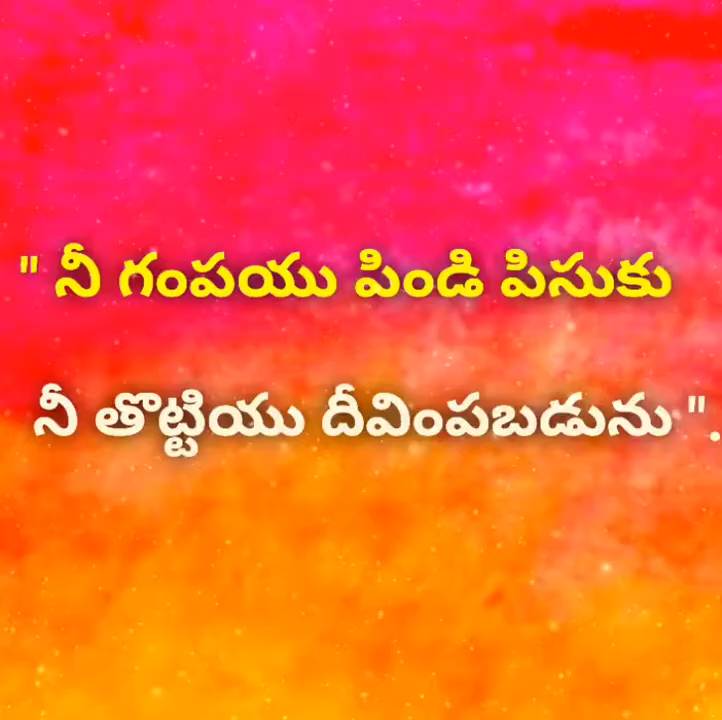 " నీ గంపయు పిండి పిసుకు
నీ తొట్టియు దీవింపబడును ".